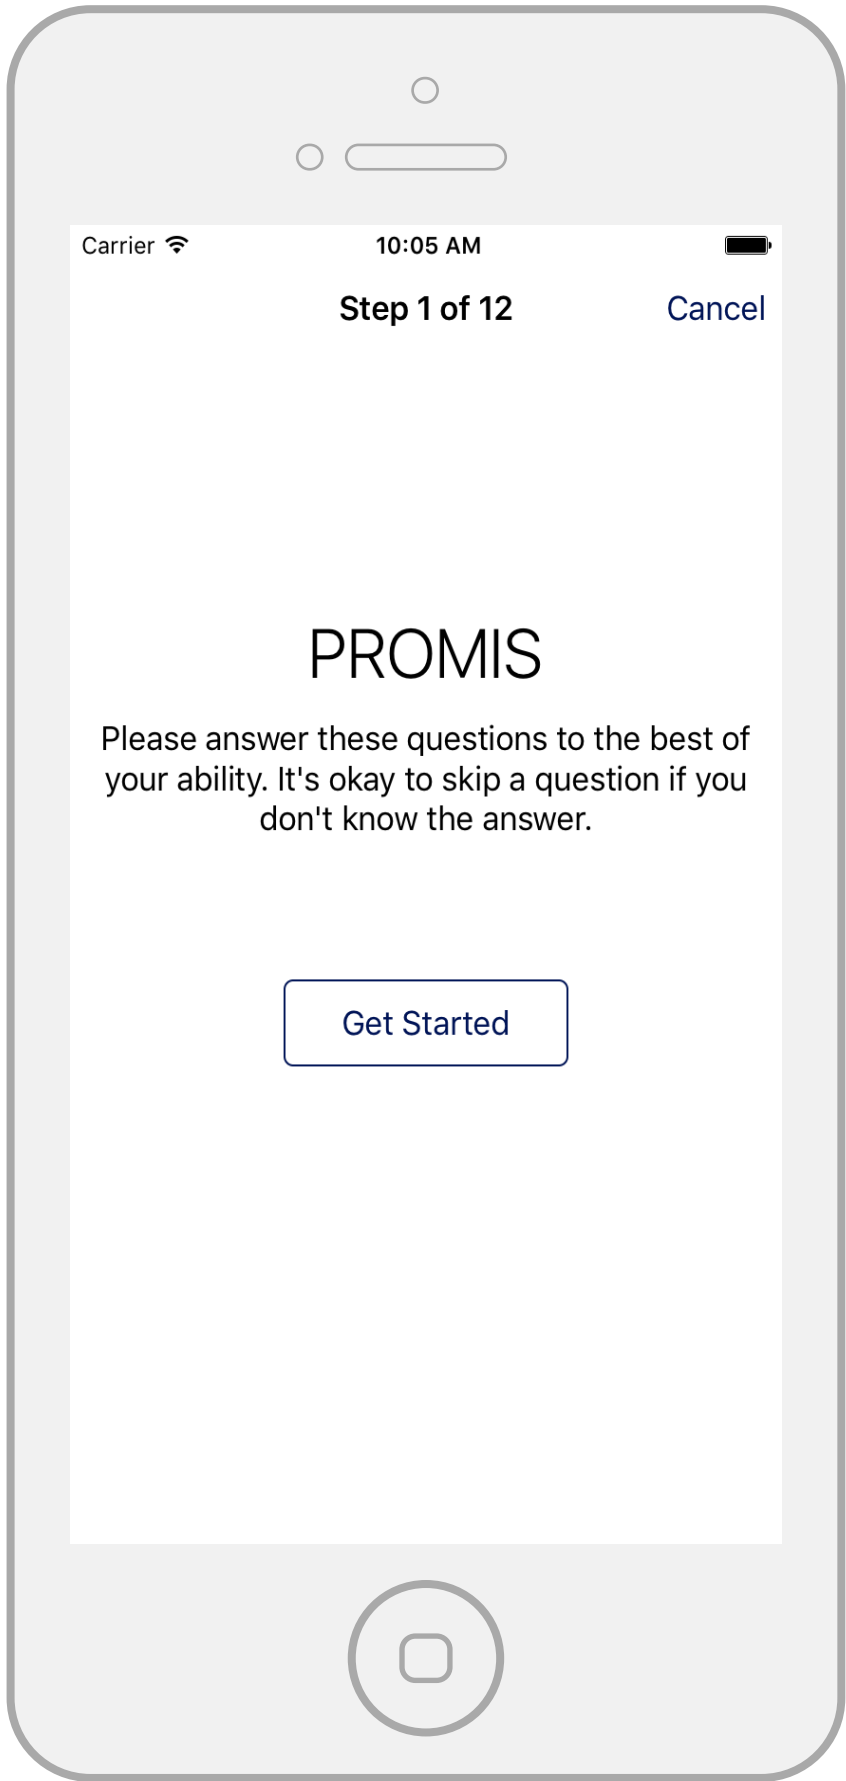 Carrier 10:05 AM
Step 1 of 12 Cancel
PROMIS
Please answer these questions to the best of
your ability. It's okay to skip a question if you
don't know the answer.
Get Started